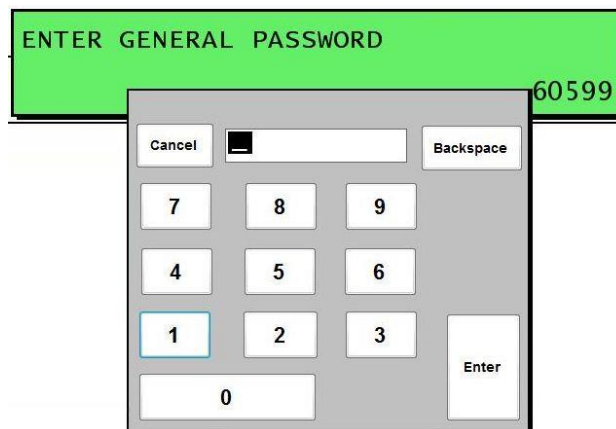 ENTER GENERAL PASSWORD
60599
Cancel
Backspace
7 8 9
4 5 6
1 2 3
Enter
0